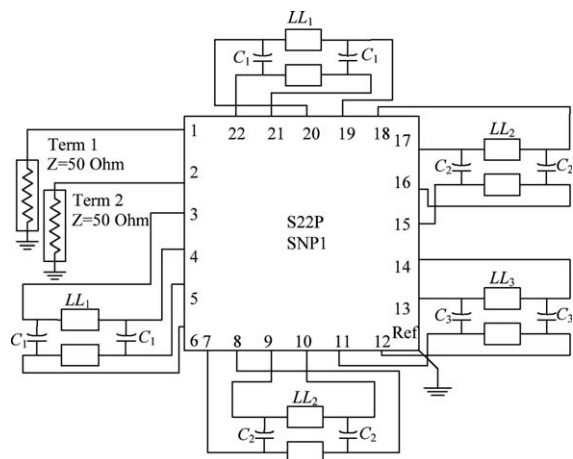 LL1
C1 C1
22 21 20 19 18
1 17 LL2
Term 1
Z=50 Ohm
2 C2 C2
Term 2
Z=50 Ohm
16
3 S22P 15
SNP1
4 14
LL1 5 13 LL3
C1 C1 C3 C3
Ref
6 7 8 9 10 11 12
LL2
C2 C2